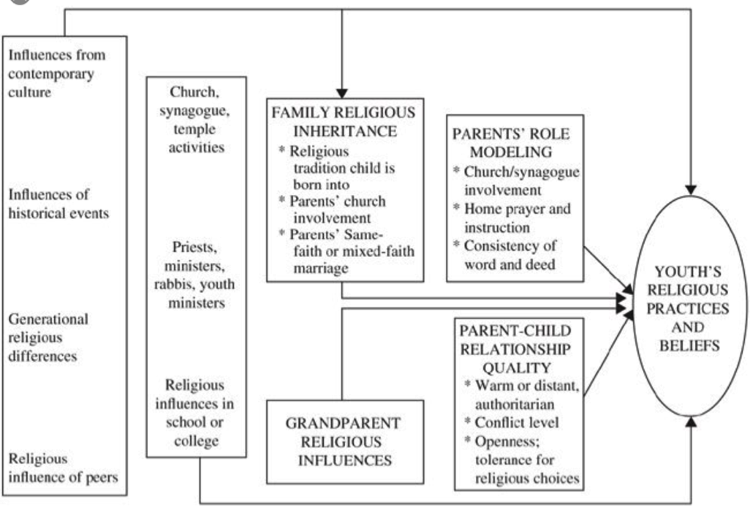 Influences from
contemporary
culture
Influences of
historical events
Generational
religious
differences
Religious
influence of peers
Church,
synagogue,
temple
activities
Priests,
ministers,
rabbis, youth
ministers
Religious
influences in
school or
college
FAMILY RELIGIOUS
INHERITANCE
* Religious
tradition child is
born into
* Parents' church
involvement
* Parents' Same-
faith or mixed-faith
marriage
GRANDPARENT
RELIGIOUS
INFLUENCES
PARENTS' ROLE
MODELING
* Church/synagogue
involvement
* Home prayer and
instruction
* Consistency of
word and deed
PARENT-CHILD
RELATIONSHIP
QUALITY
* Warm or distant,
authoritarian
* Conflict level
* Openness;
tolerance for
religious choices
YOUTH'S
RELIGIOUS
PRACTICES
AND
BELIEFS